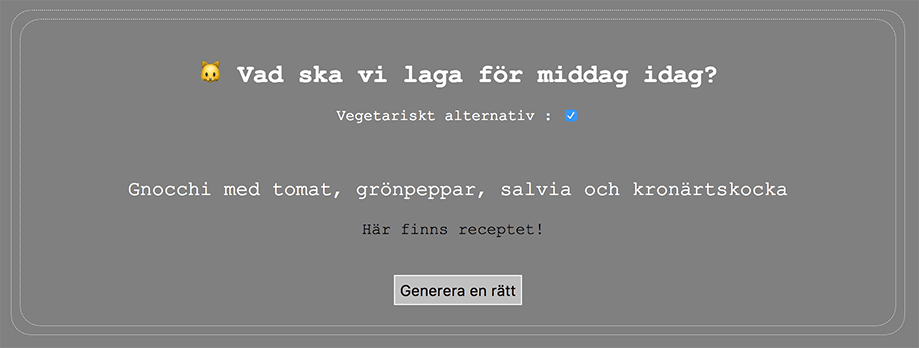 🐱 Vad ska vi laga för middag idag?
Vegetariskt alternativ :
Gnocchi med tomat, grönpeppar, salvia och kronärtskocka
Här finns receptet!
Generera en rätt